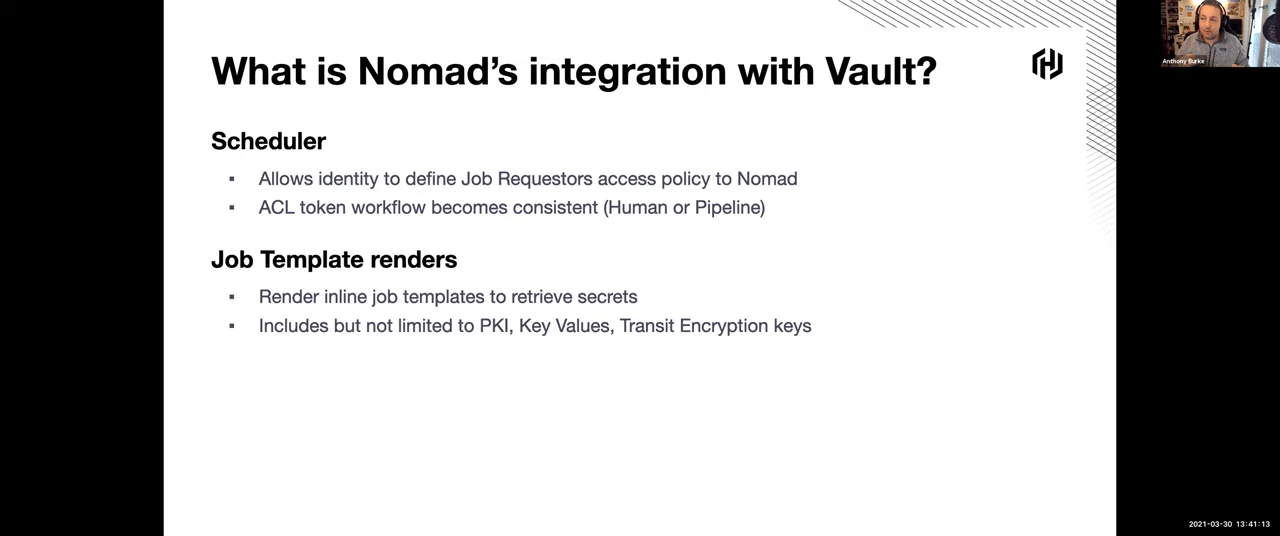 What is Nomad's integration with Vault?
Scheduler
▪ Allows identity to define Job Requestors access policy to Nomad
▪ ACL token workflow becomes consistent (Human or Pipeline)
Job Template renders
▪ Render inline job templates to retrieve secrets
▪ Includes but not limited to PKI, Key Values, Transit Encryption keys
Anthony Burke
2021-03-30 13:41:13